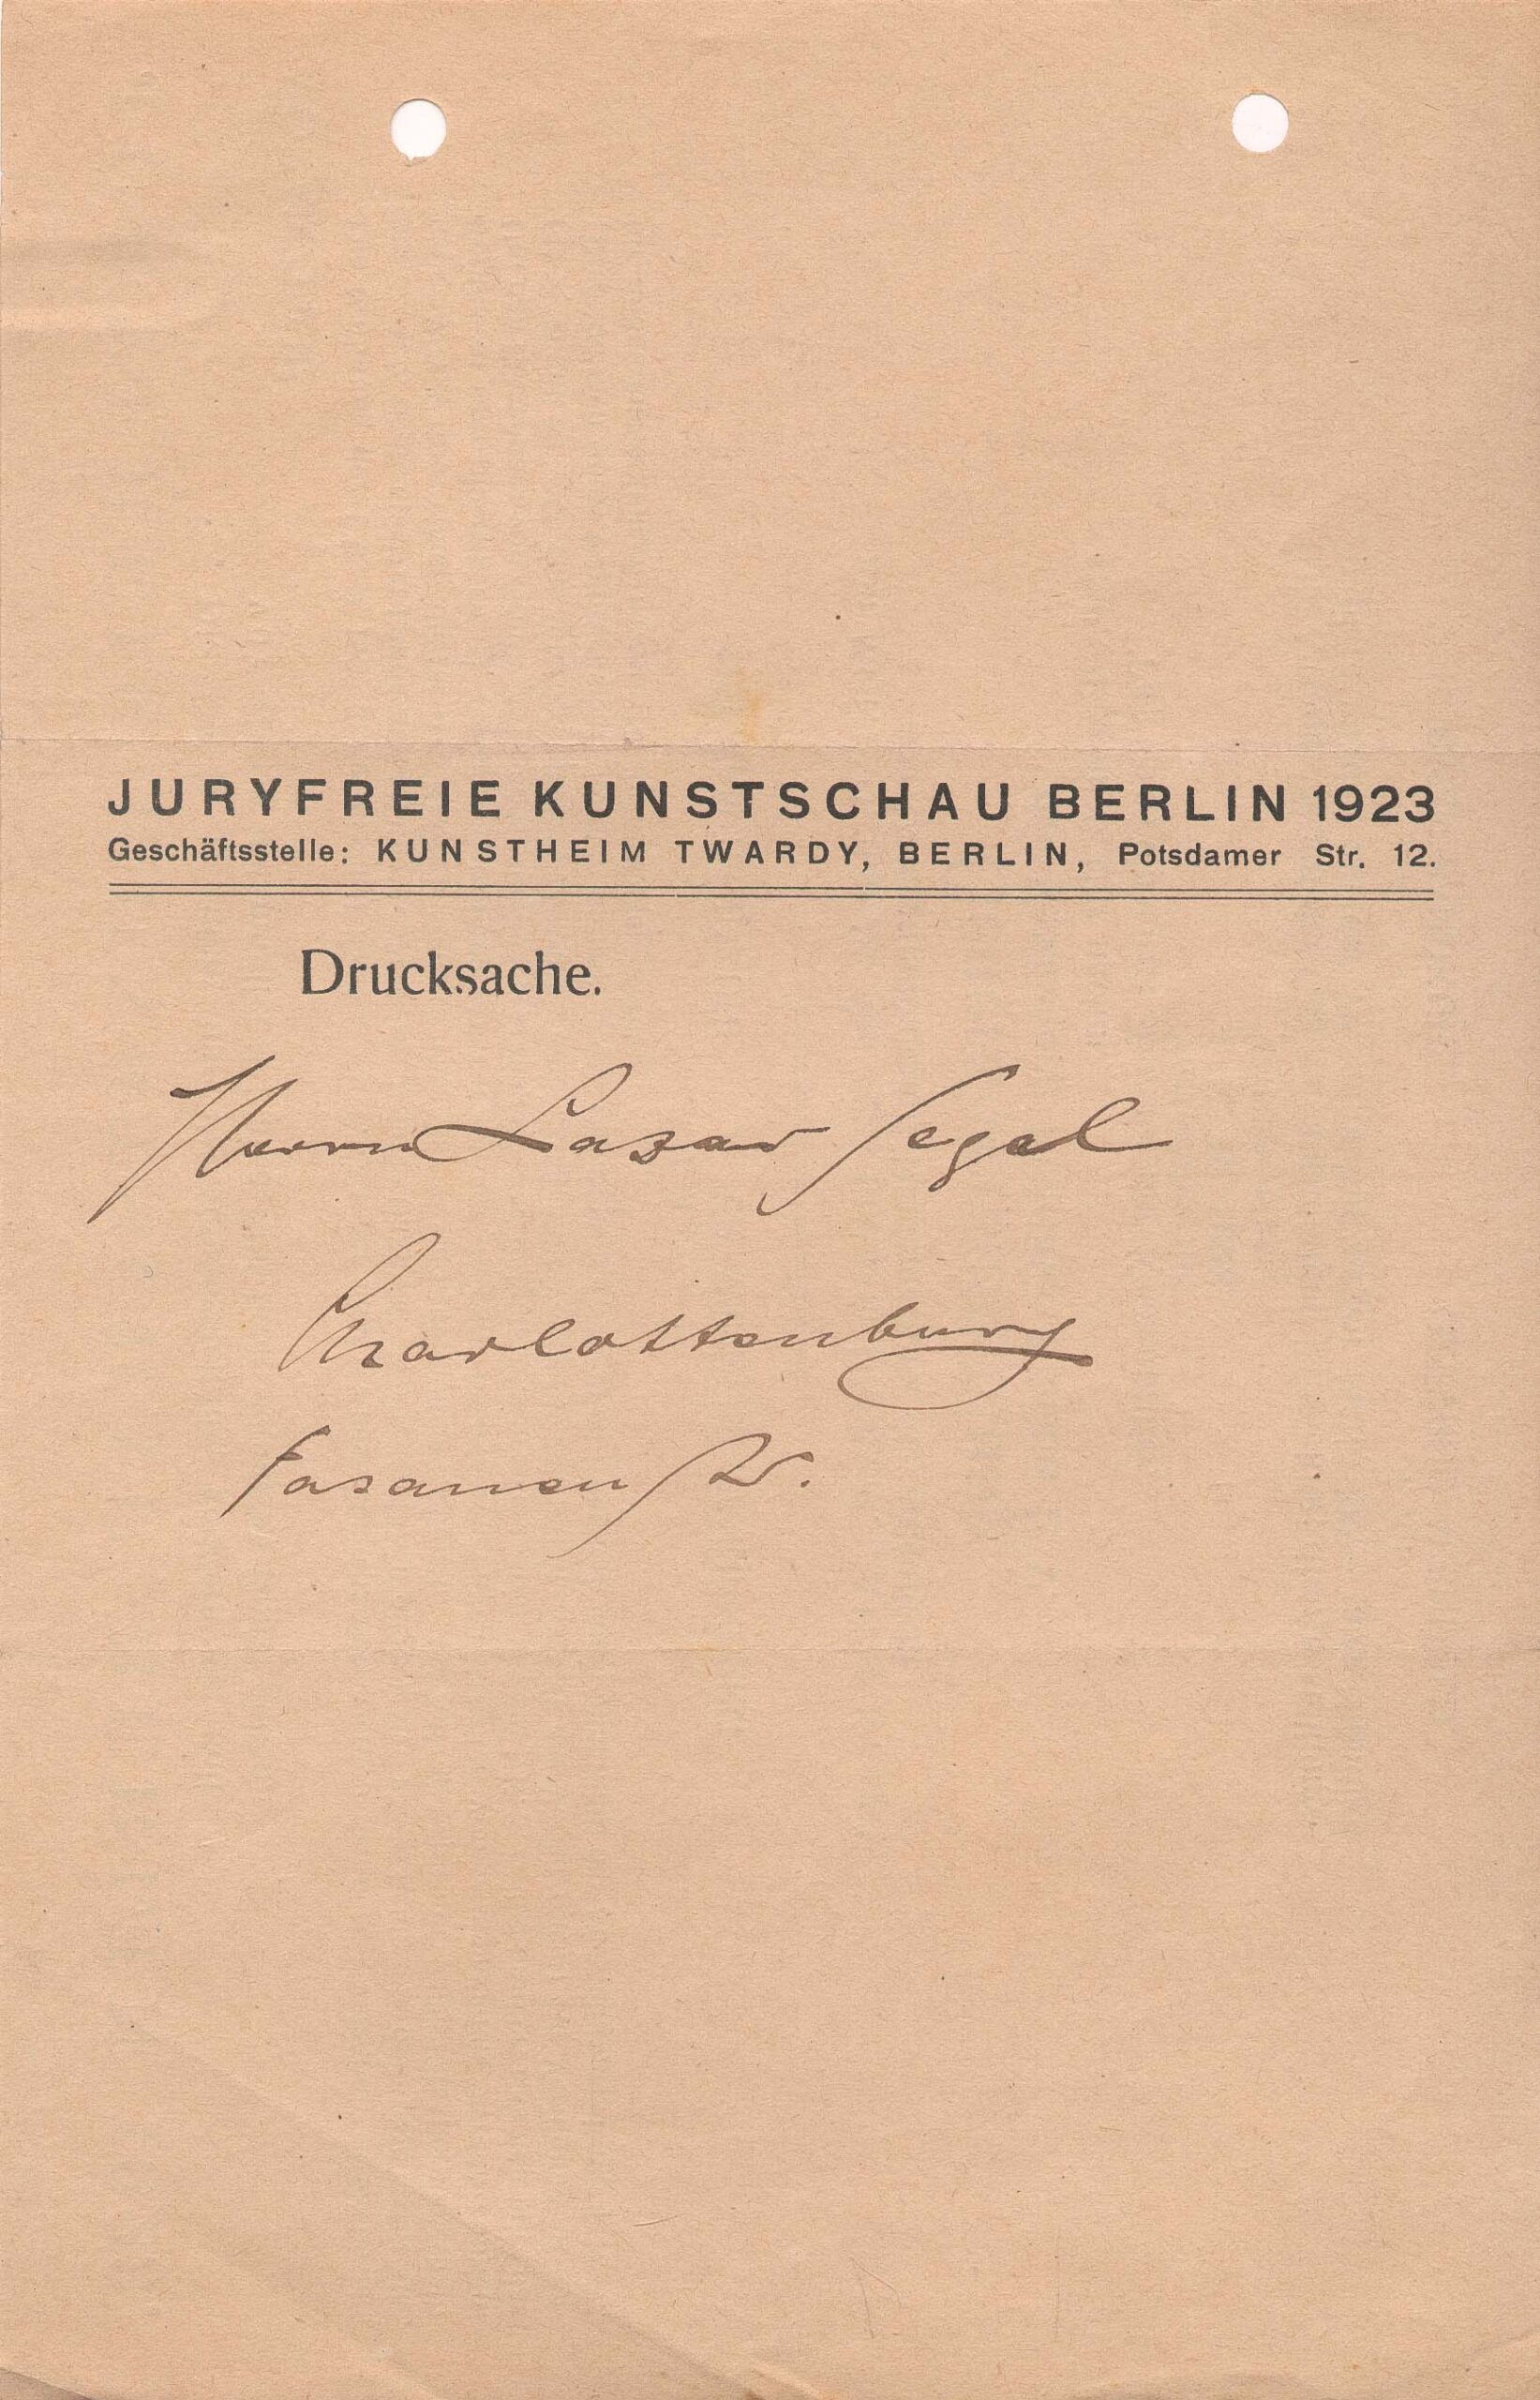 JURYFREIE KUNSTSCHAU BERLIN 1923
Geschäftsstelle: KUNSTHEIM TWARDY, BERLIN, Potsdamer Str. 12.
Drucksache.
Herrn Lasar Segal
Charlottenburg
Fasanenstr.